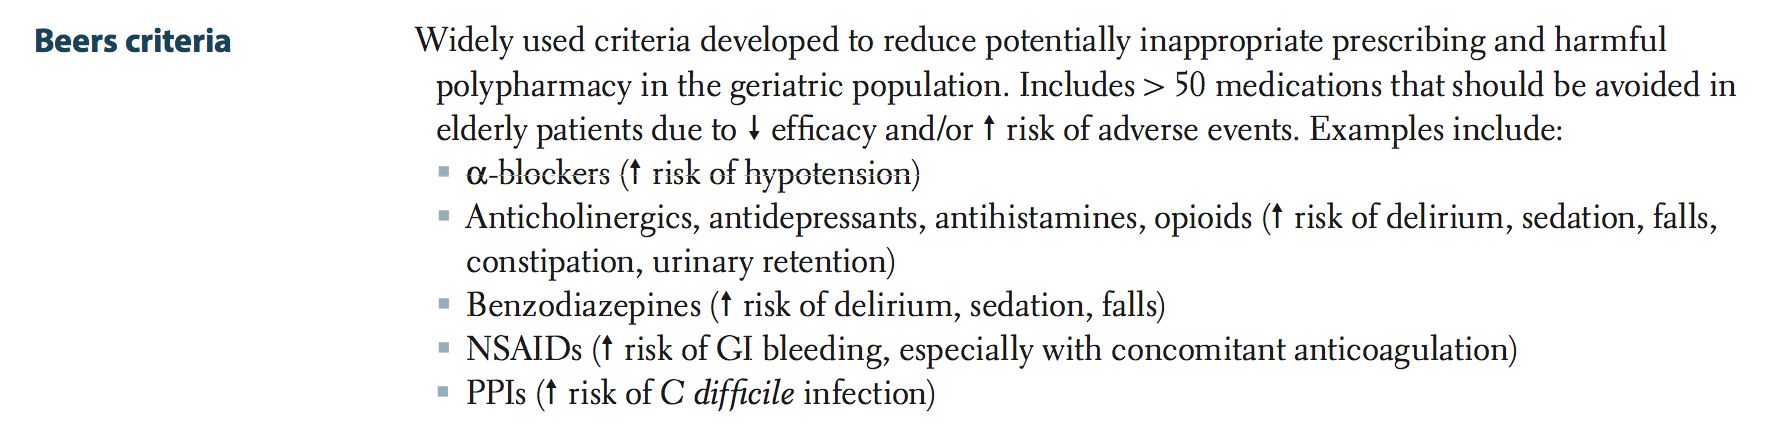 Beers criteria
Widely used criteria developed to reduce potentially inappropriate prescribing and harmful
polypharmacy in the geriatric population. Includes > 50 medications that should be avoided in
elderly patients due to ↓ efficacy and/or ↑ risk of adverse events. Examples include:
▪ α-blockers (↑ risk of hypotension)
▪ Anticholinergics, antidepressants, antihistamines, opioids (↑ risk of delirium, sedation, falls,
constipation, urinary retention)
▪ Benzodiazepines (↑ risk of delirium, sedation, falls)
▪ NSAIDs (↑ risk of GI bleeding, especially with concomitant anticoagulation)
▪ PPIs (↑ risk of C difficile infection)